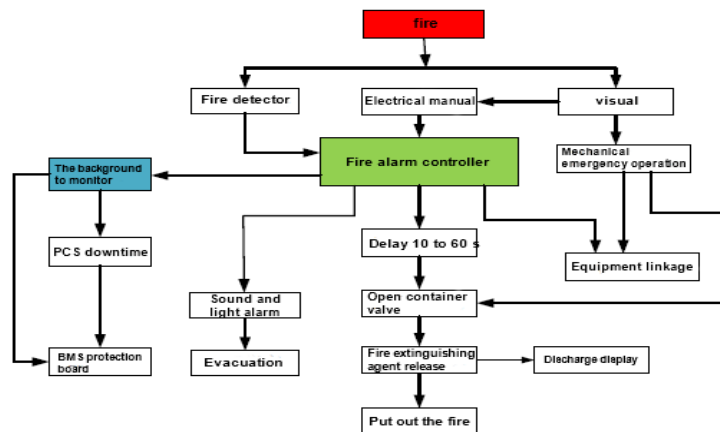 fire
Fire detector
Electrical manual
visual
Mechanical
emergency operation
Fire alarm controller
The background
to monitor
PCS downtime
Delay 10 to 60 s
Equipment linkage
Sound and
light alarm
Open container
valve
BMS protection
board
Evacuation
Fire extinguishing
agent release
Discharge display
Put out the fire